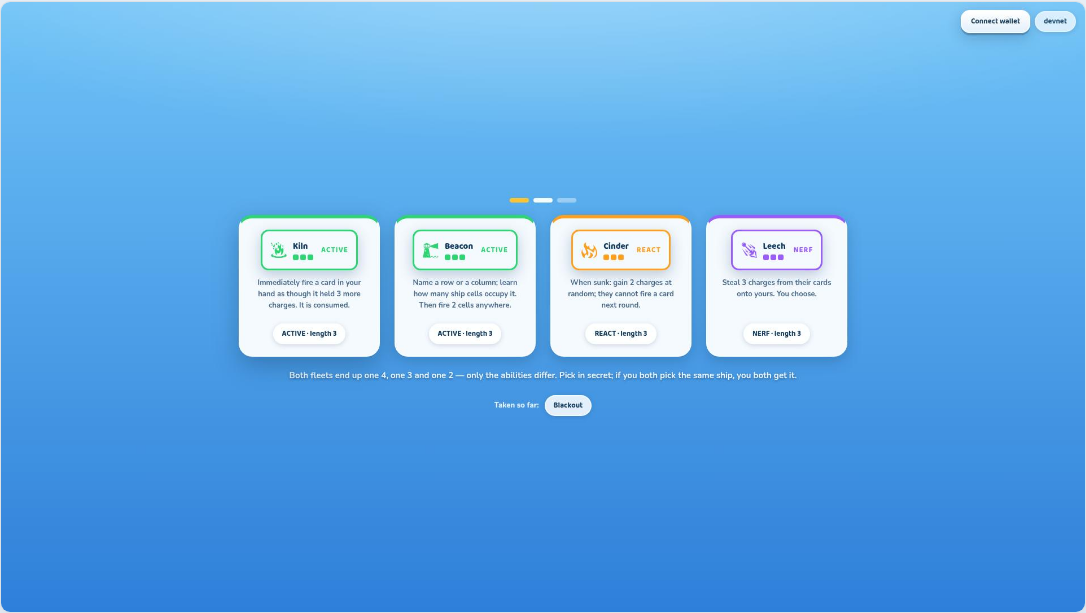 Connect wallet
devnet
Kiln
ACTIVE
Immediately fire a card in your
hand as though it held 3 more
charges. It is consumed.
ACTIVE · length 3
Beacon
ACTIVE
Name a row or a column: learn
how many ship cells occupy it.
Then fire 2 cells anywhere.
ACTIVE · length 3
Cinder
REACT
When sunk: gain 2 charges at
random; they cannot fire a card
next round.
REACT · length 3
Leech
NERF
Steal 3 charges from their cards
onto yours. You choose.
NERF · length 3
Both fleets end up one 4, one 3 and one 2 — only the abilities differ. Pick in secret; if you both pick the same ship, you both get it.
Taken so far:
Blackout